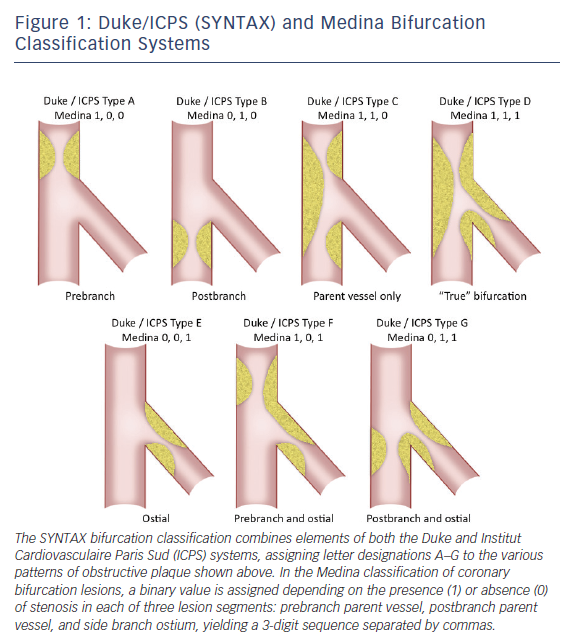 Figure 1: Duke/ICPS (SYNTAX) and Medina Bifurcation
Classification Systems
Duke / ICPS Type A
Medina 1, 0, 0
Prebranch
Duke / ICPS Type B
Medina 0, 1, 0
Postbranch
Duke / ICPS Type C
Medina 1, 1, 0
Parent vessel only
Duke / ICPS Type D
Medina 1, 1, 1
“True” bifurcation
Duke / ICPS Type E
Medina 0, 0, 1
Ostial
Duke / ICPS Type F
Medina 1, 0, 1
Prebranch and ostial
Duke / ICPS Type G
Medina 0, 1, 1
Postbranch and ostial
The SYNTAX bifurcation classification combines elements of both the Duke and Institut
Cardiovasculaire Paris Sud (ICPS) systems, assigning letter designations A–G to the various
patterns of obstructive plaque shown above. In the Medina classification of coronary
bifurcation lesions, a binary value is assigned depending on the presence (1) or absence (0)
of stenosis in each of three lesion segments: prebranch parent vessel, postbranch parent
vessel, and side branch ostium, yielding a 3-digit sequence separated by commas.